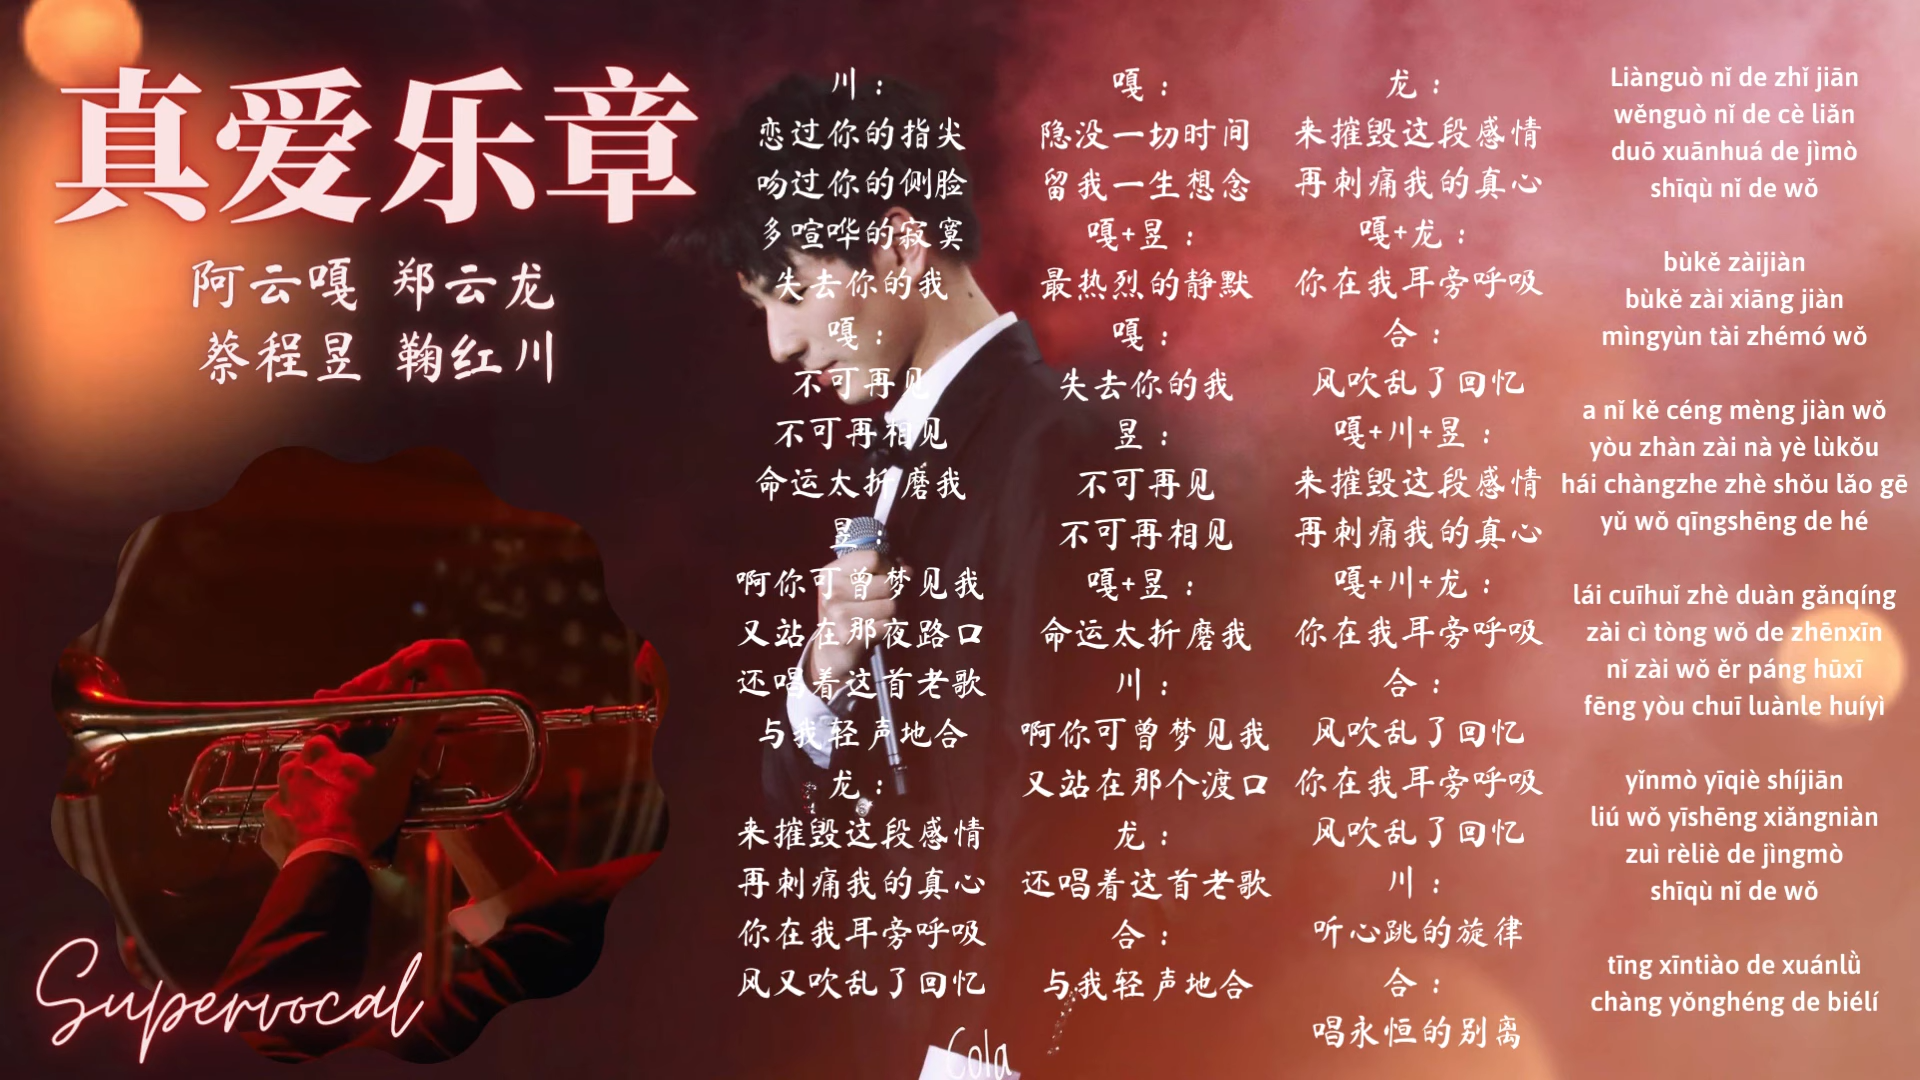 真爱乐章
阿云嘎 郑云龙
蔡程昱 鞠红川
Supervocal
川：
恋过你的指尖
吻过你的侧脸
多喧哗的寂寞
失去你的我
嘎：
不可再见
不可再相见
命运太折磨我
昱：
啊你可曾梦见我
又站在那夜路口
还唱着这首老歌
与我轻声地合
龙：
来摧毁这段感情
再刺痛我的真心
你在我耳旁呼吸
风又吹乱了回忆
嘎：
隐没一切时间
留我一生想念
嘎+昱：
最热烈的静默
嘎：
失去你的我
昱：
不可再见
不可再相见
嘎+昱：
命运太折磨我
川：
啊你可曾梦见我
又站在那个渡口
龙：
还唱着这首老歌
合：
与我轻声地合
龙：
来摧毁这段感情
再刺痛我的真心
嘎+龙：
你在我耳旁呼吸
合：
风吹乱了回忆
嘎+川+昱：
来摧毁这段感情
再刺痛我的真心
嘎+川+龙：
你在我耳旁呼吸
合：
风吹乱了回忆
你在我耳旁呼吸
风吹乱了回忆
川：
听心跳的旋律
合：
唱永恒的别离
Liànguò nǐ de zhǐ jiān
wěnguò nǐ de cè liǎn
duō xuānhuá de jìmò
shīqù nǐ de wǒ
bùkě zàijiàn
bùkě zài xiāng jiàn
mìngyùn tài zhémó wǒ
a nǐ kě céng mèng jiàn wǒ
yòu zhàn zài nà yè lùkǒu
hái chàngzhe zhè shǒu lǎo gē
yǔ wǒ qīngshēng de hé
lái cuīhuǐ zhè duàn gǎnqíng
zài cì tòng wǒ de zhēnxīn
nǐ zài wǒ ěr páng hūxī
fēng yòu chuī luànle huíyì
yǐnmò yīqiè shíjiān
liú wǒ yīshēng xiǎngniàn
zuì rèliè de jìngmò
shīqù nǐ de wǒ
tīng xīntiào de xuánlǜ
chàng yǒnghéng de biélí
Cola